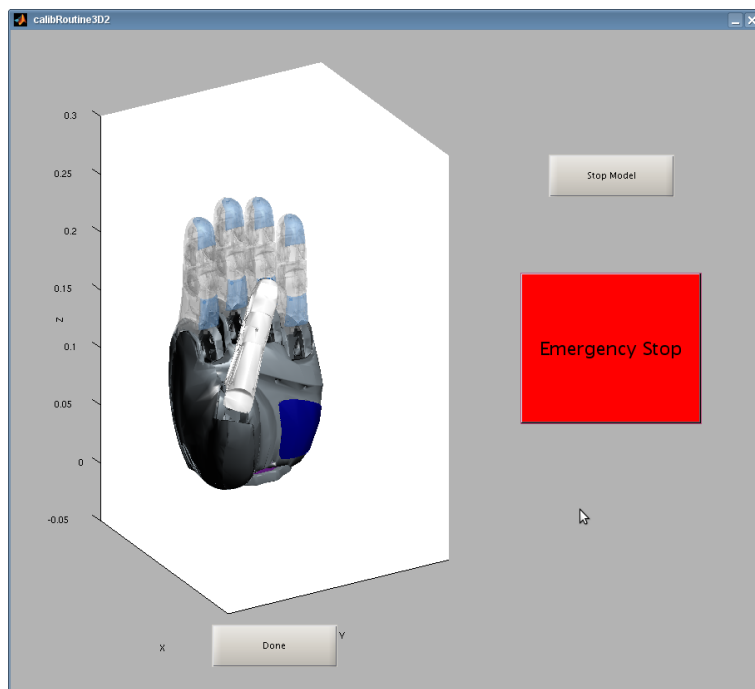 calibRoutine3D2
0.3
0.25
0.2
0.15
0.1
0.05
0
-0.05
Z
Stop Model
Emergency Stop
X
Done
Y